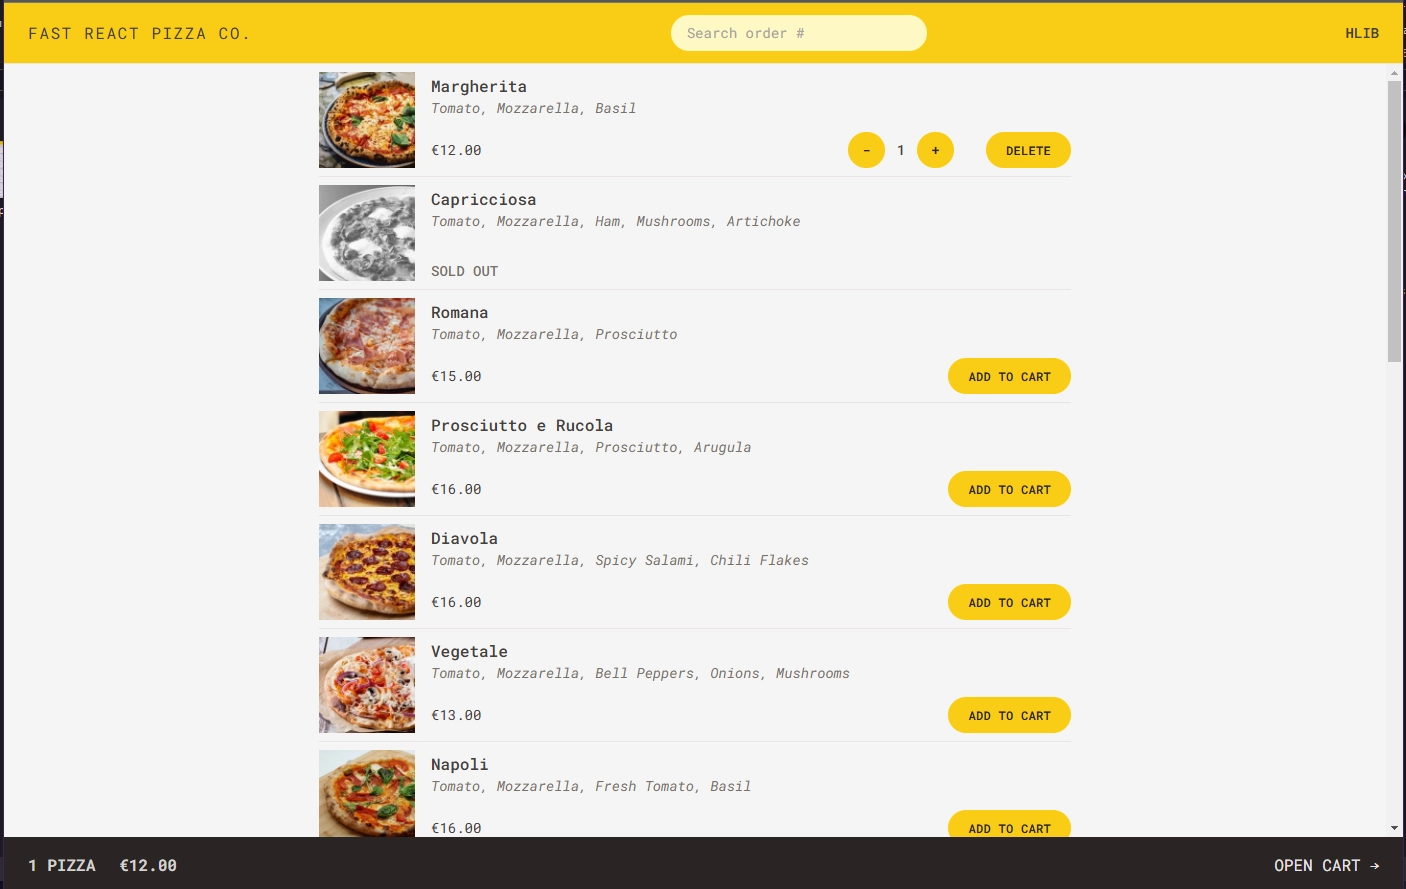 FAST REACT PIZZA CO.
Search order #
HLIB
Margherita
Tomato, Mozzarella, Basil
€12.00
- 1 + DELETE
Capricciosa
Tomato, Mozzarella, Ham, Mushrooms, Artichoke
SOLD OUT
Romana
Tomato, Mozzarella, Prosciutto
€15.00
ADD TO CART
Prosciutto e Rucola
Tomato, Mozzarella, Prosciutto, Arugula
€16.00
ADD TO CART
Diavola
Tomato, Mozzarella, Spicy Salami, Chili Flakes
€16.00
ADD TO CART
Vegetale
Tomato, Mozzarella, Bell Peppers, Onions, Mushrooms
€13.00
ADD TO CART
Napoli
Tomato, Mozzarella, Fresh Tomato, Basil
€16.00
ADD TO CART
1 PIZZA €12.00
OPEN CART →